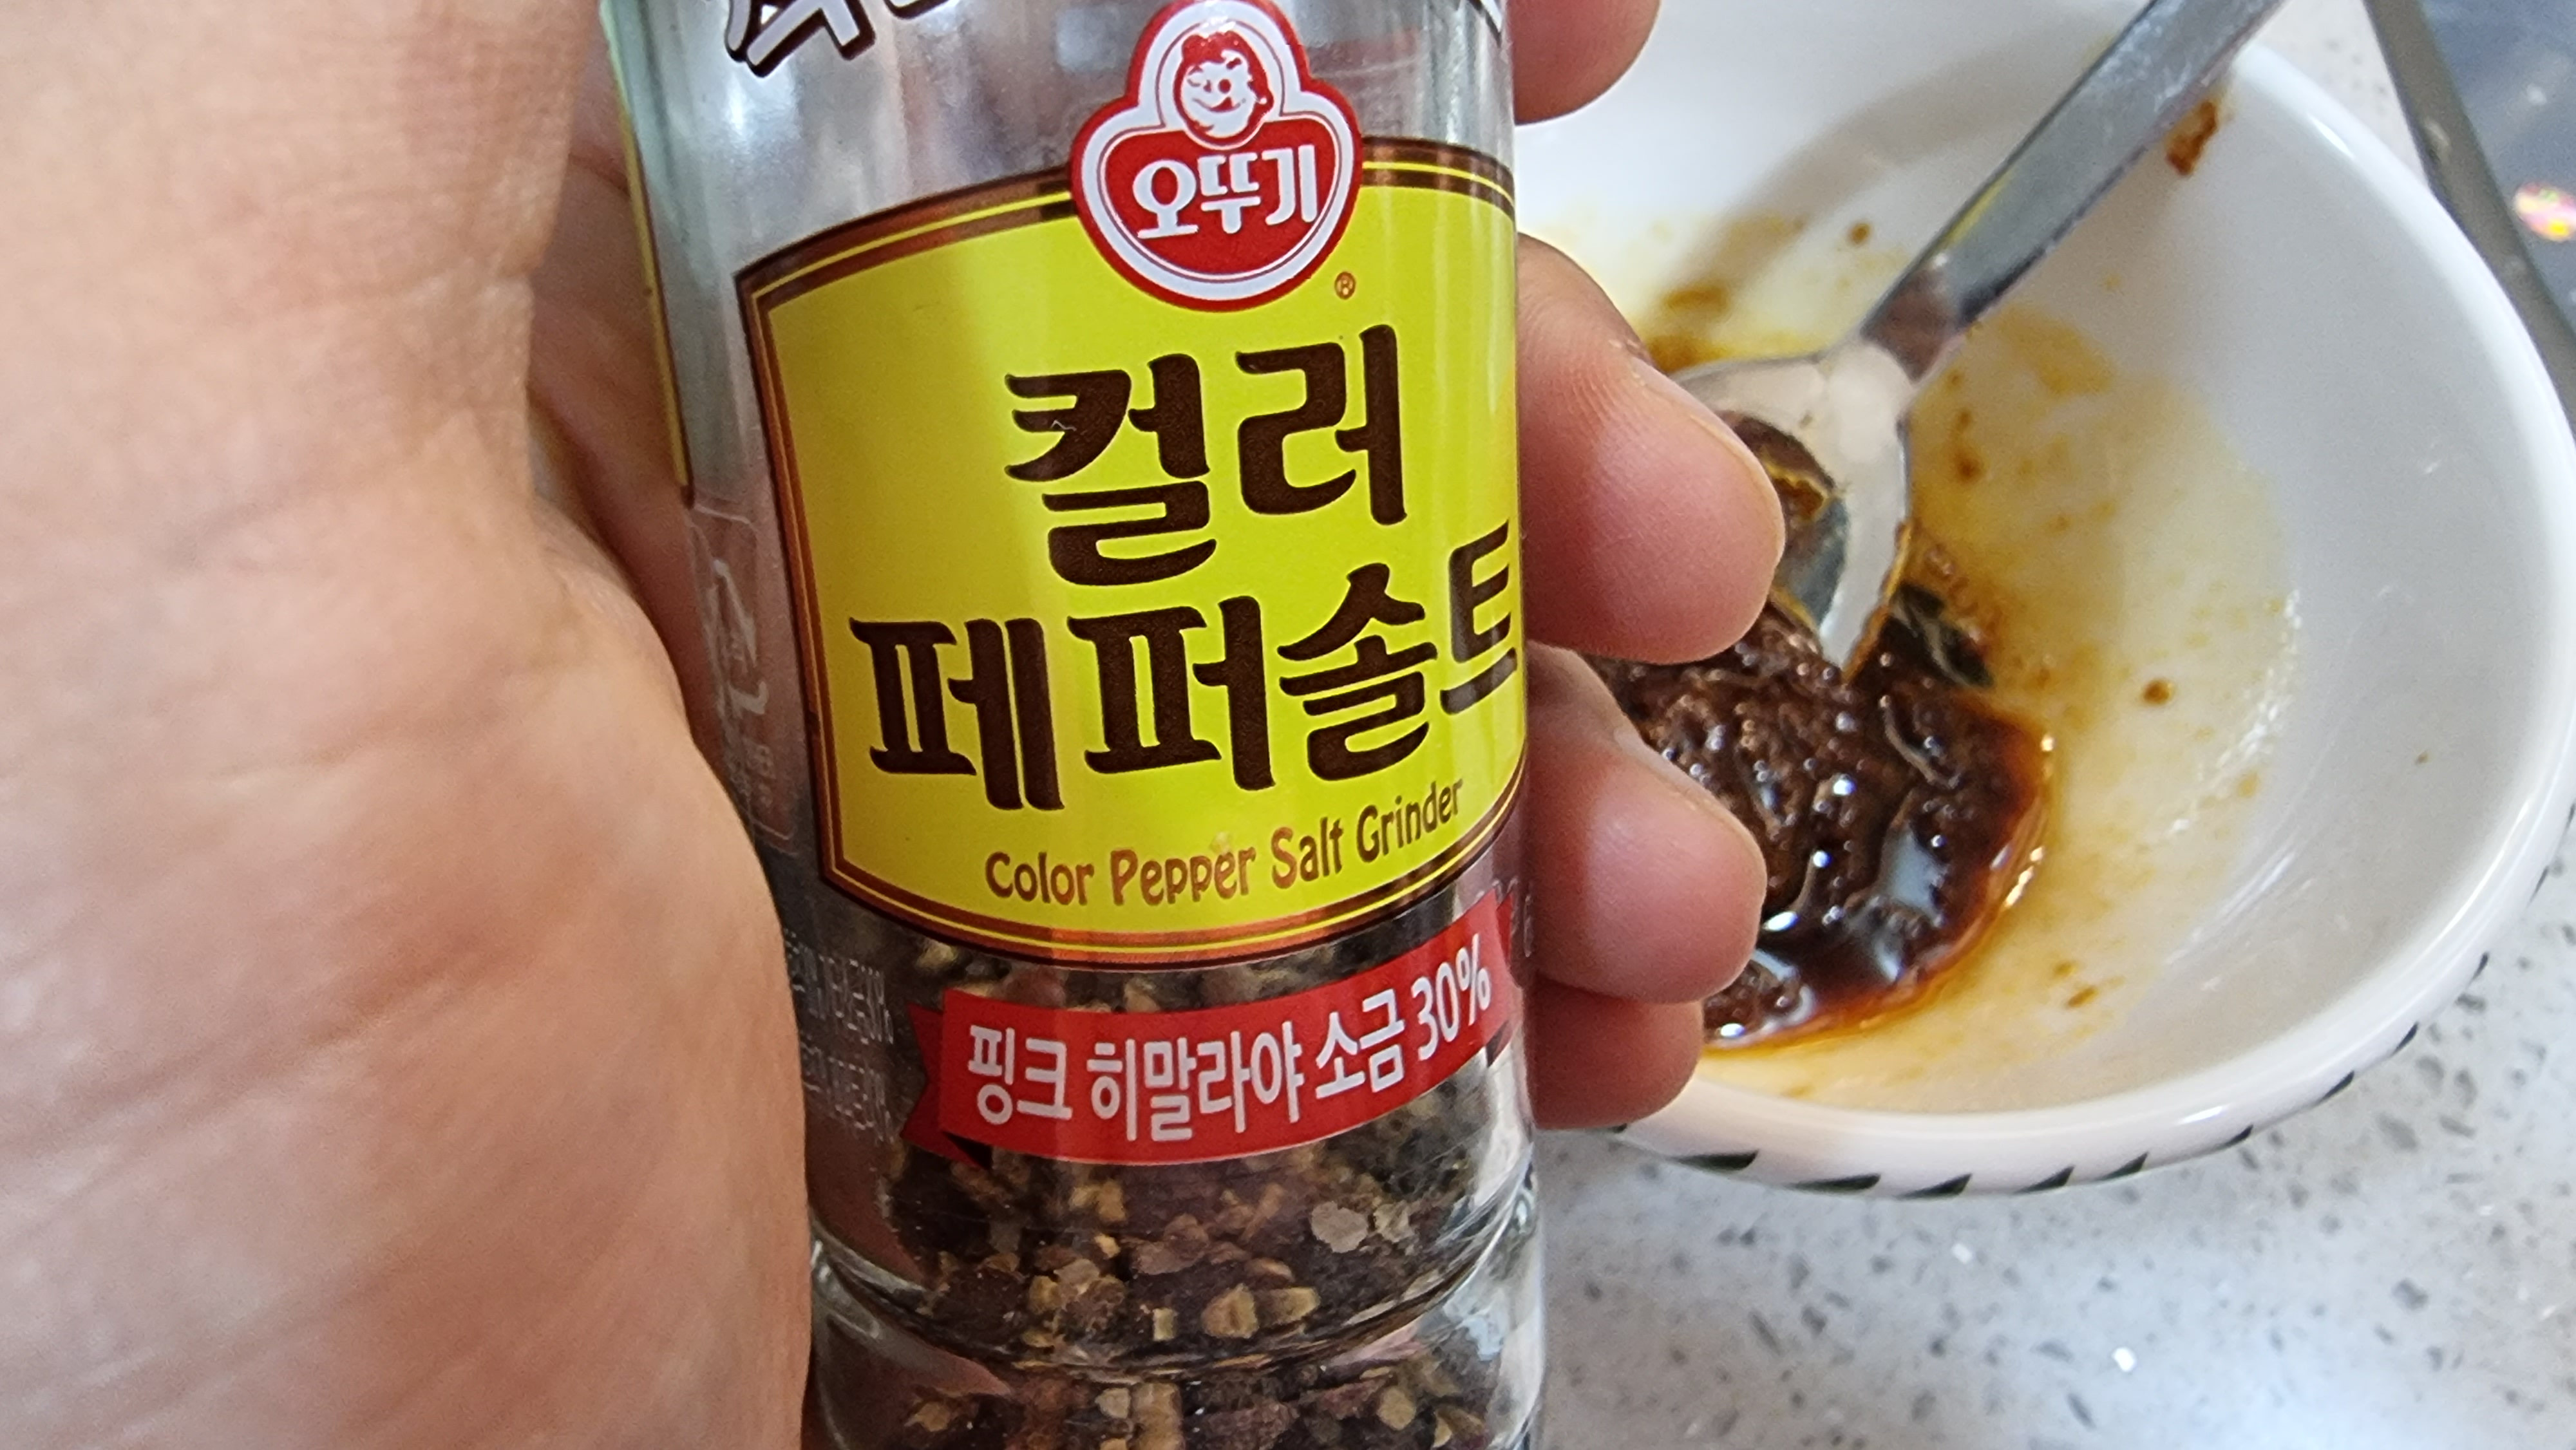 오뚜기
®
컬러
페퍼솔트
Color Pepper Salt Grinder
핑크 히말라야 소금 30%